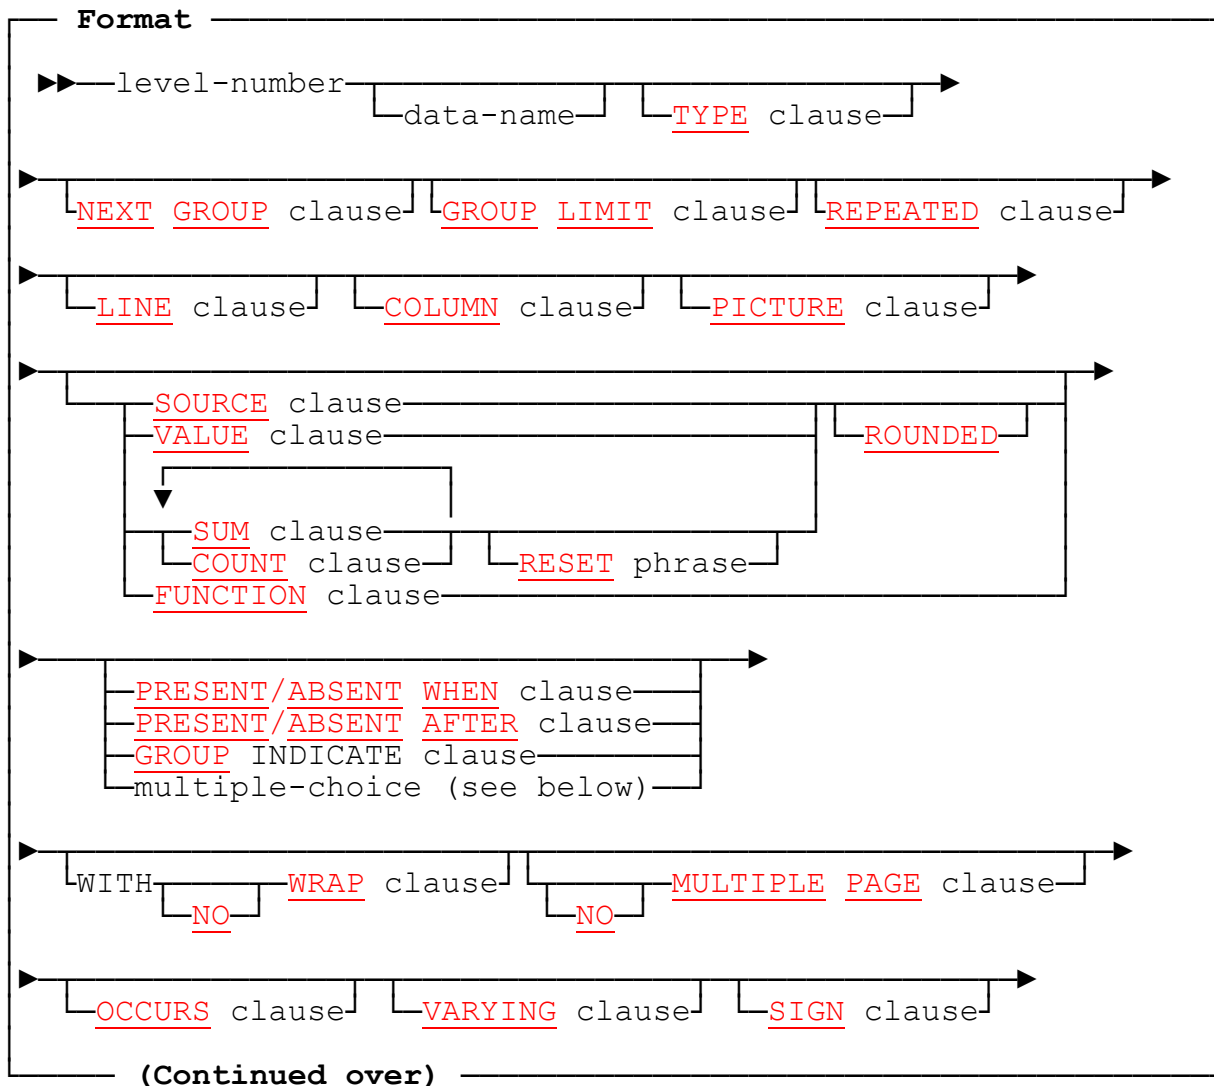 Format
level-number
data-name TYPE clause
NEXT GROUP clause GROUP LIMIT clause REPEATED clause
LINE clause COLUMN clause PICTURE clause
SOURCE clause
VALUE clause ROUNDED
SUM clause
COUNT clause RESET phrase
FUNCTION clause
PRESENT/ABSENT WHEN clause
PRESENT/ABSENT AFTER clause
GROUP INDICATE clause
multiple-choice (see below)
WITH WRAP clause MULTIPLE PAGE clause
NO NO
OCCURS clause VARYING clause SIGN clause
(Continued over)